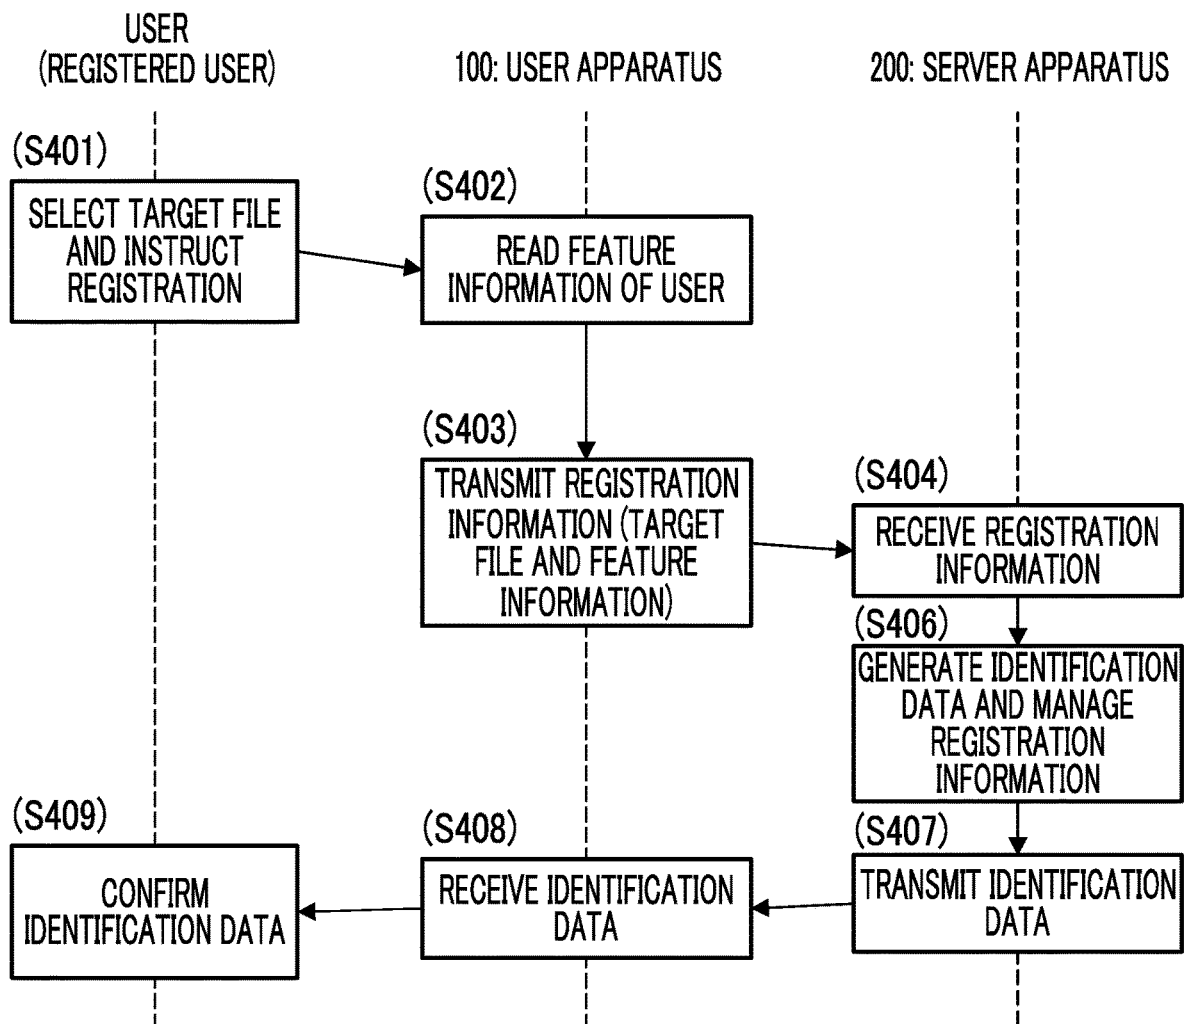 USER
(REGISTERED USER)
100: USER APPARATUS
200: SERVER APPARATUS
(S401)
SELECT TARGET FILE
AND INSTRUCT
REGISTRATION
(S402)
READ FEATURE
INFORMATION OF USER
(S403)
TRANSMIT REGISTRATION
INFORMATION (TARGET
FILE AND FEATURE
INFORMATION)
(S404)
RECEIVE REGISTRATION
INFORMATION
(S406)
GENERATE IDENTIFICATION
DATA AND MANAGE
REGISTRATION
INFORMATION
(S407)
TRANSMIT IDENTIFICATION
DATA
(S408)
RECEIVE IDENTIFICATION
DATA
(S409)
CONFIRM
IDENTIFICATION DATA